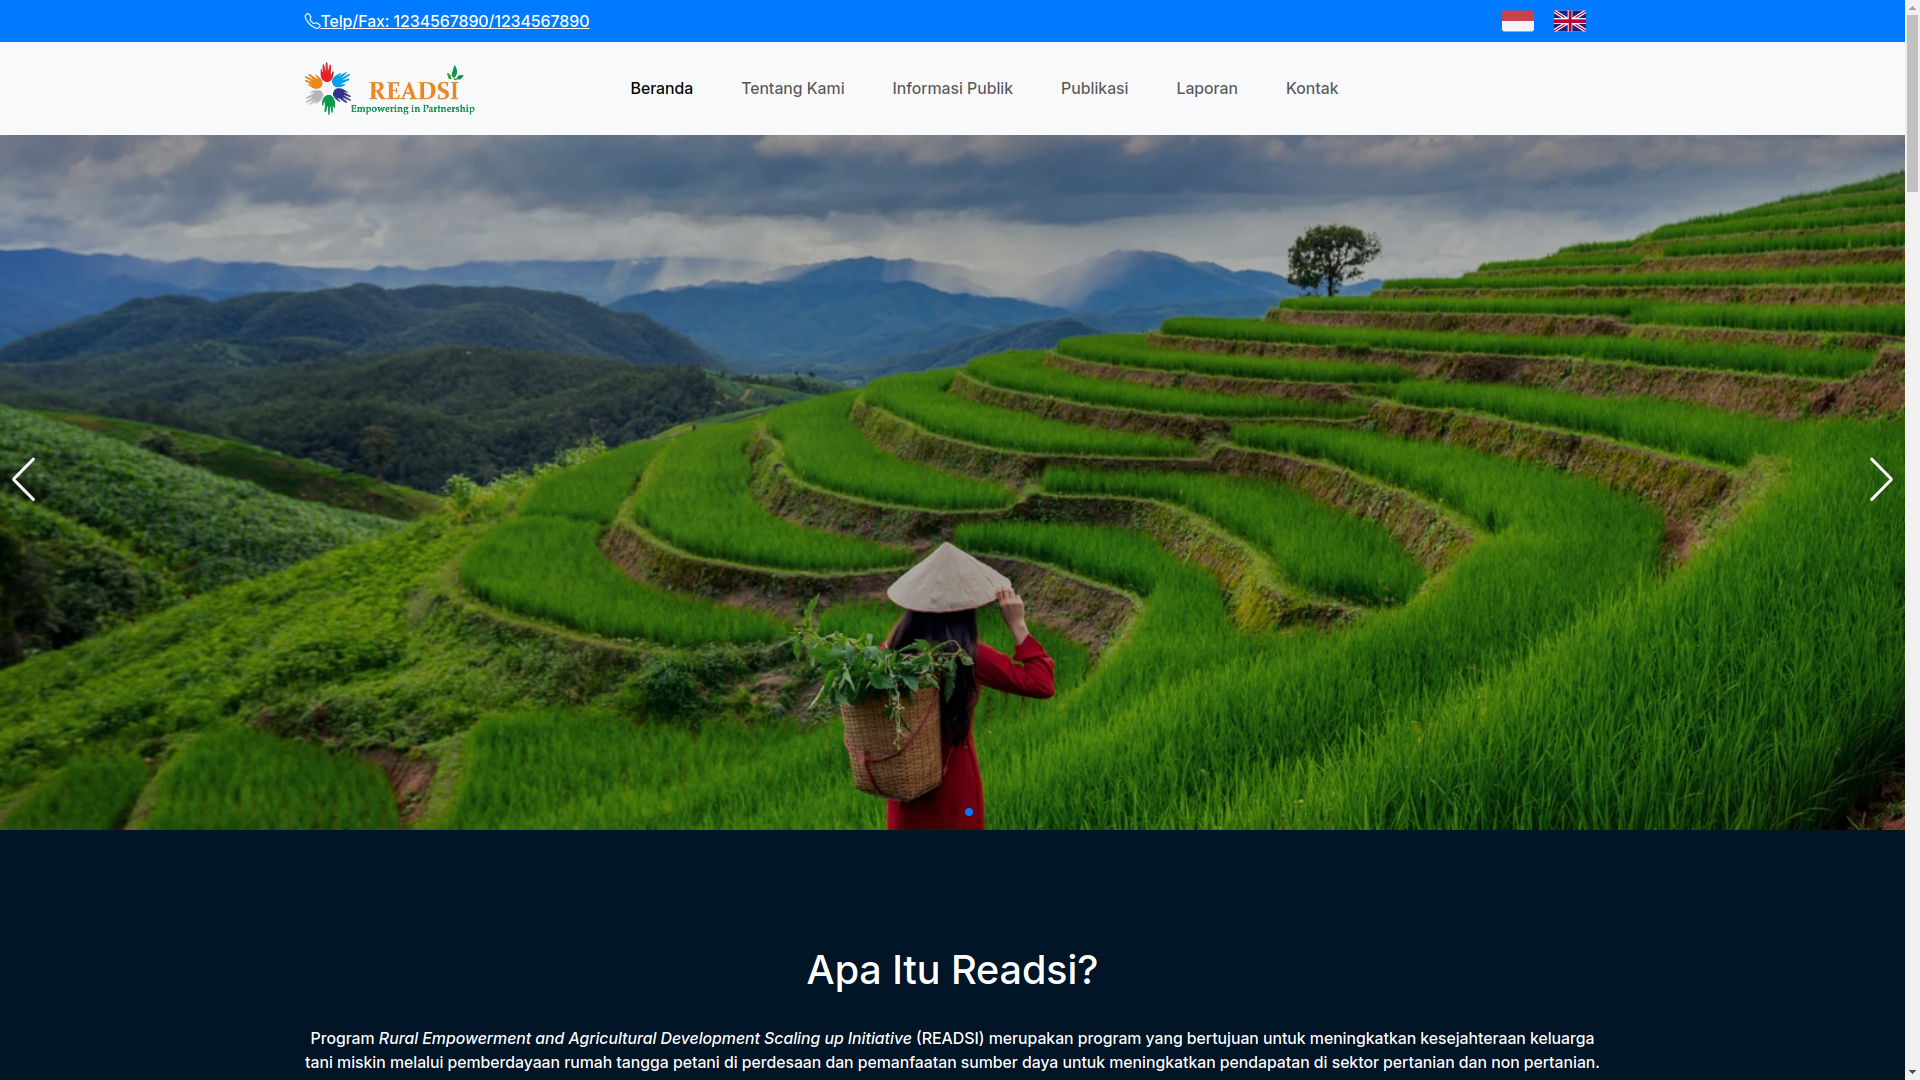 Telp/Fax: 1234567890/1234567890
READSI
Empowering in Partnership
Beranda
Tentang Kami
Informasi Publik
Publikasi
Laporan
Kontak
Apa Itu Readsi?
Program Rural Empowerment and Agricultural Development Scaling up Initiative (READSI) merupakan program yang bertujuan untuk meningkatkan kesejahteraan keluarga
tani miskin melalui pemberdayaan rumah tangga petani di perdesaan dan pemanfaatan sumber daya untuk meningkatkan pendapatan di sektor pertanian dan non pertanian.